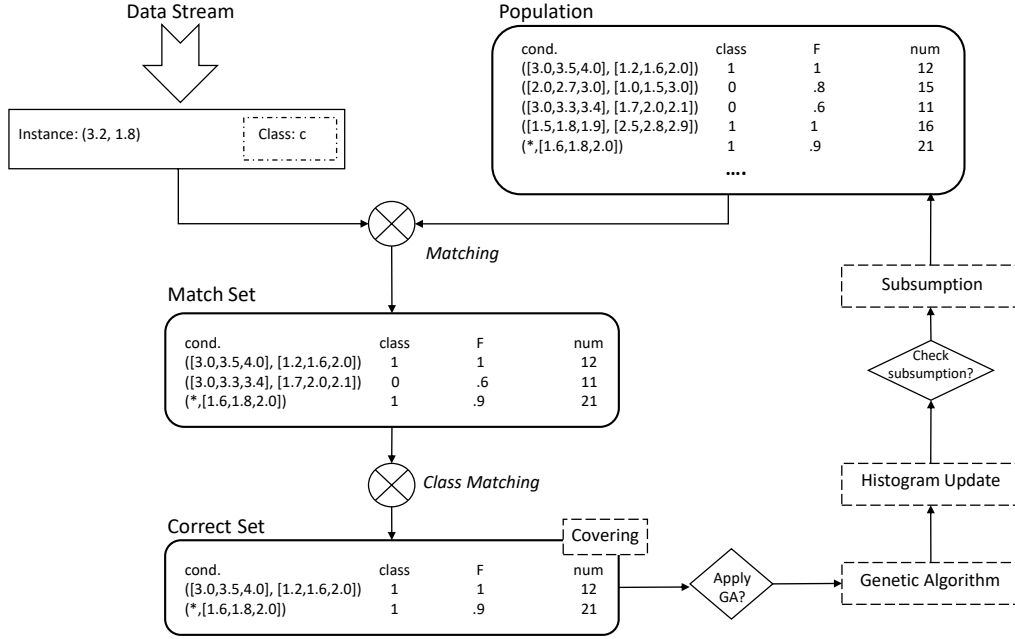 Data Stream
Population
cond. class F num
([3.0,3.5,4.0], [1.2,1.6,2.0]) 1 1 12
([2.0,2.7,3.0], [1.0,1.5,3.0]) 0 .8 15
([3.0,3.3,3.4], [1.7,2.0,2.1]) 0 .6 11
([1.5,1.8,1.9], [2.5,2.8,2.9]) 1 1 16
(*,[1.6,1.8,2.0]) 1 .9 21
....
Instance: (3.2, 1.8) Class: c
Matching
Match Set
cond. class F num
([3.0,3.5,4.0], [1.2,1.6,2.0]) 1 1 12
([3.0,3.3,3.4], [1.7,2.0,2.1]) 0 .6 11
(*,[1.6,1.8,2.0]) 1 .9 21
Class Matching
Correct Set
Covering
cond. class F num
([3.0,3.5,4.0], [1.2,1.6,2.0]) 1 1 12
(*,[1.6,1.8,2.0]) 1 .9 21
Apply
GA?
Genetic Algorithm
Histogram Update
Check
subsumption?
Subsumption